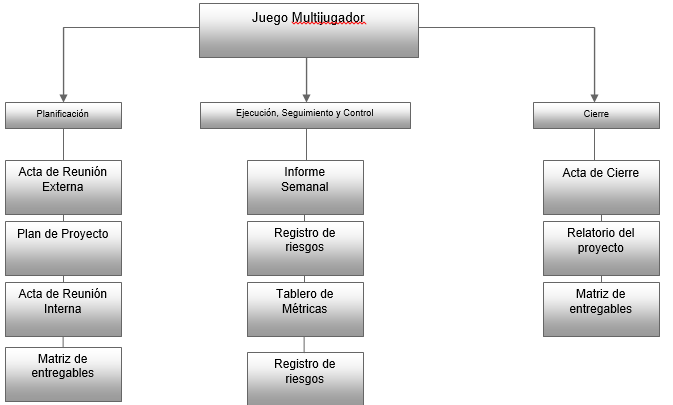 Juego Multijugador
Planificación
Ejecución, Seguimiento y Control
Cierre
Acta de Reunión
Externa
Informe
Semanal
Acta de Cierre
Plan de Proyecto
Registro de
riesgos
Relatorio del
proyecto
Acta de Reunión
Interna
Tablero de
Métricas
Matriz de
entregables
Matriz de
entregables
Registro de
riesgos